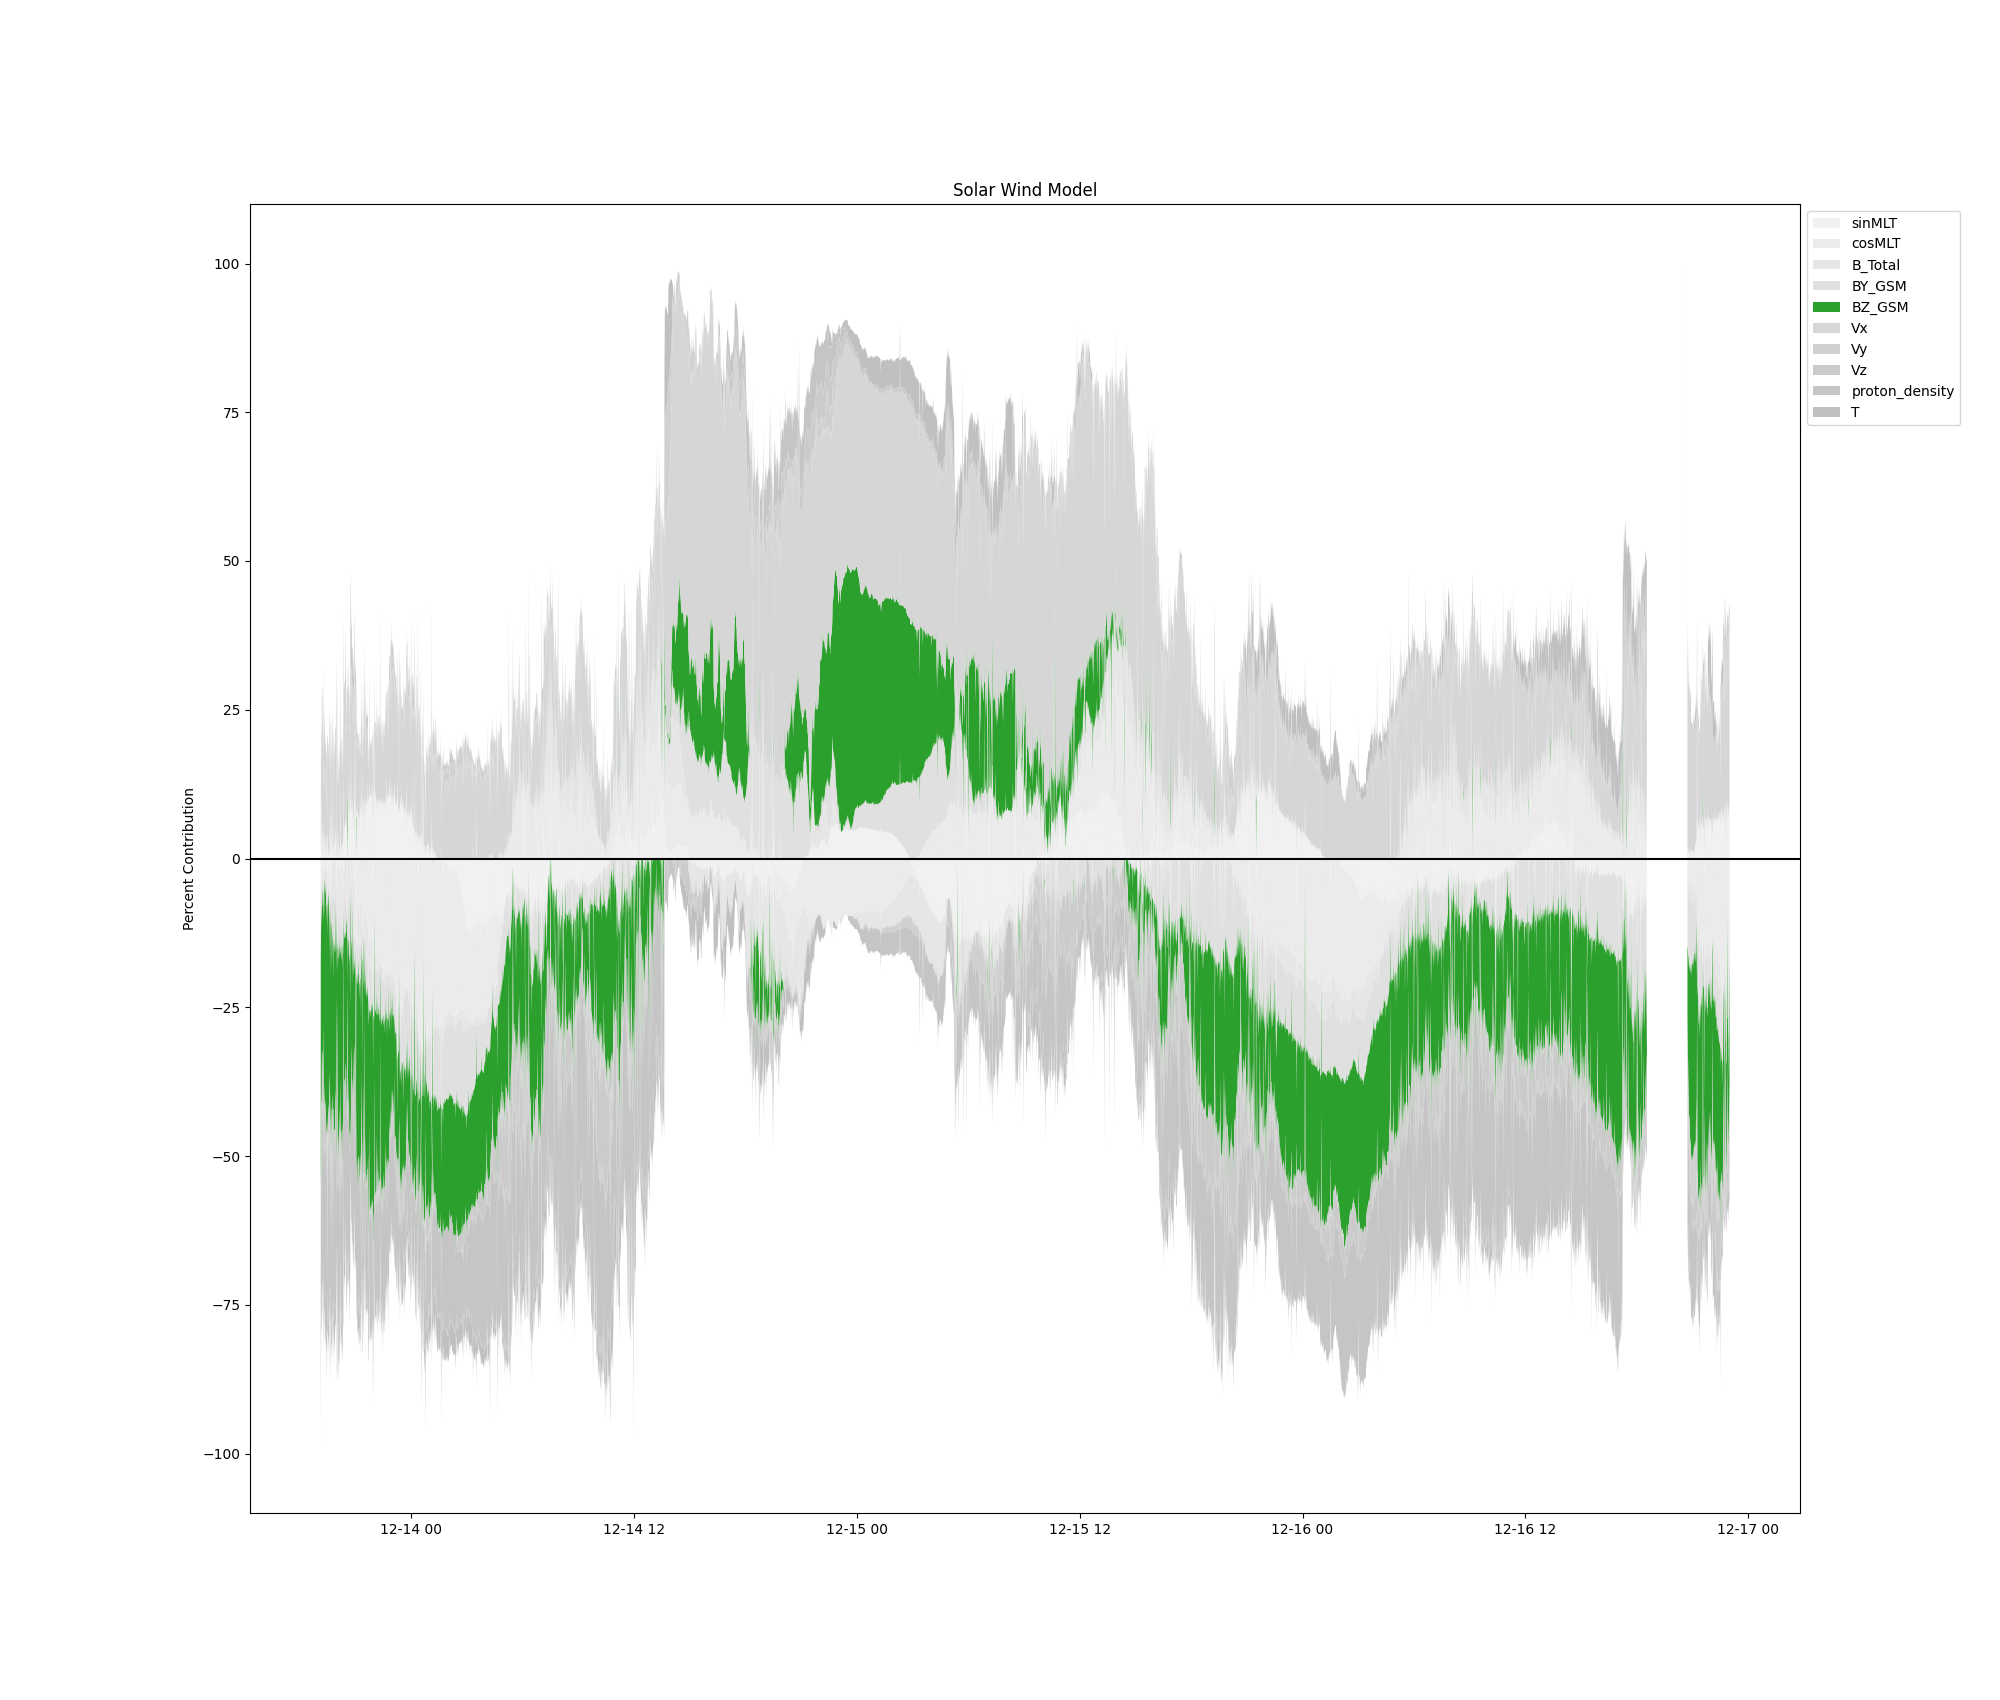 Solar Wind Model
sinMLT
cosMLT
B_Total
BY_GSM
BZ_GSM
Vx
Vy
Vz
proton_density
T
100
75
50
25
0
−25
−50
−75
−100
Percent Contribution
12-14 00
12-14 12
12-15 00
12-15 12
12-16 00
12-16 12
12-17 00